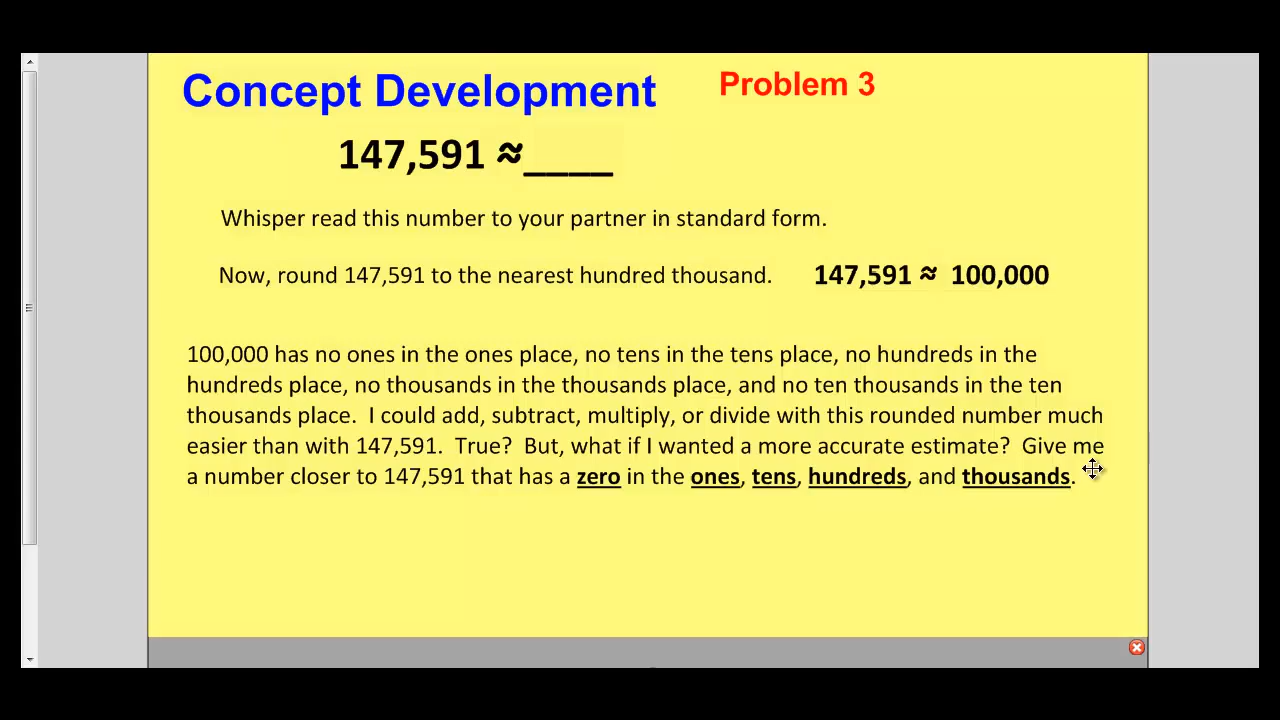 Concept Development
Problem 3
147,591 ≈____
Whisper read this number to your partner in standard form.
Now, round 147,591 to the nearest hundred thousand.
147,591 ≈ 100,000
100,000 has no ones in the ones place, no tens in the tens place, no hundreds in the
hundreds place, no thousands in the thousands place, and no ten thousands in the ten
thousands place. I could add, subtract, multiply, or divide with this rounded number much
easier than with 147,591. True? But, what if I wanted a more accurate estimate? Give me
a number closer to 147,591 that has a zero in the ones, tens, hundreds, and thousands.